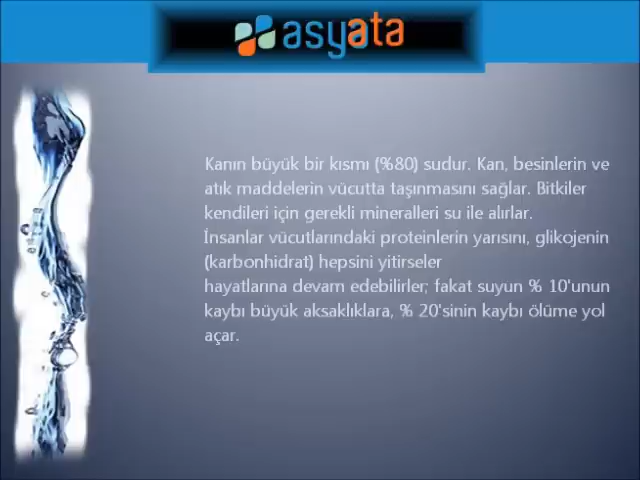 asyata
Kanın büyük bir kısmı (%80) sudur. Kan, besinlerin ve
atık maddelerin vücutta taşınmasını sağlar. Bitkiler
kendileri için gerekli mineralleri su ile alırlar.
İnsanlar vücutlarındaki proteinlerin yarısını, glikojenin
(karbonhidrat) hepsini yitirseler
hayatlarına devam edebilirler; fakat suyun % 10'unun
kaybı büyük aksaklıklara, % 20'sinin kaybı ölüme yol
açar.